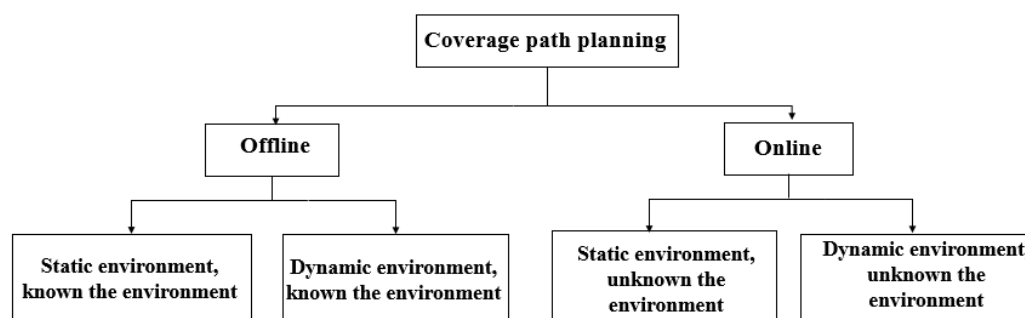 Coverage path planning
Offline
Online
Static environment,
known the environment
Dynamic environment,
known the environment
Static environment,
unknown the
environment
Dynamic environment
unknown the
environment